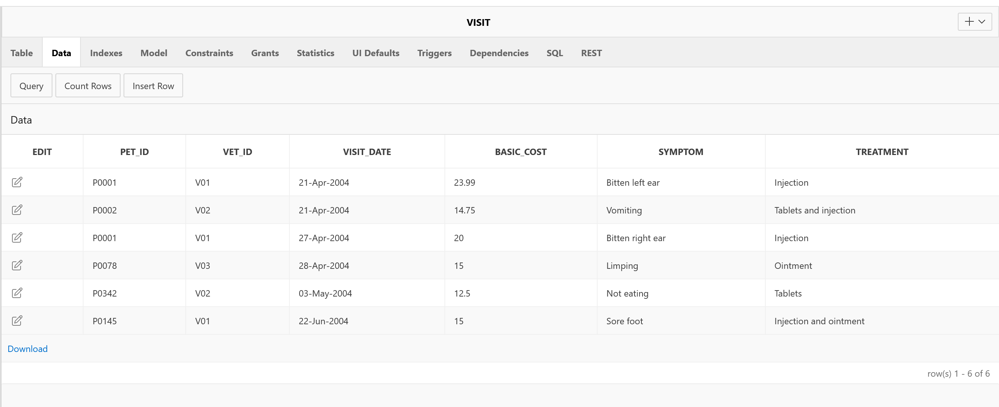 VISIT
Table Data Indexes Model Constraints Grants Statistics UI Defaults Triggers Dependencies SQL REST
Query Count Rows Insert Row
Data
EDIT PET_ID VET_ID VISIT_DATE BASIC_COST SYMPTOM TREATMENT
P0001 V01 21-Apr-2004 23.99 Bitten left ear Injection
P0002 V02 21-Apr-2004 14.75 Vomiting Tablets and injection
P0001 V01 27-Apr-2004 20 Bitten right ear Injection
P0078 V03 28-Apr-2004 15 Limping Ointment
P0342 V02 03-May-2004 12.5 Not eating Tablets
P0145 V01 22-Jun-2004 15 Sore foot Injection and ointment
Download
row(s) 1 - 6 of 6